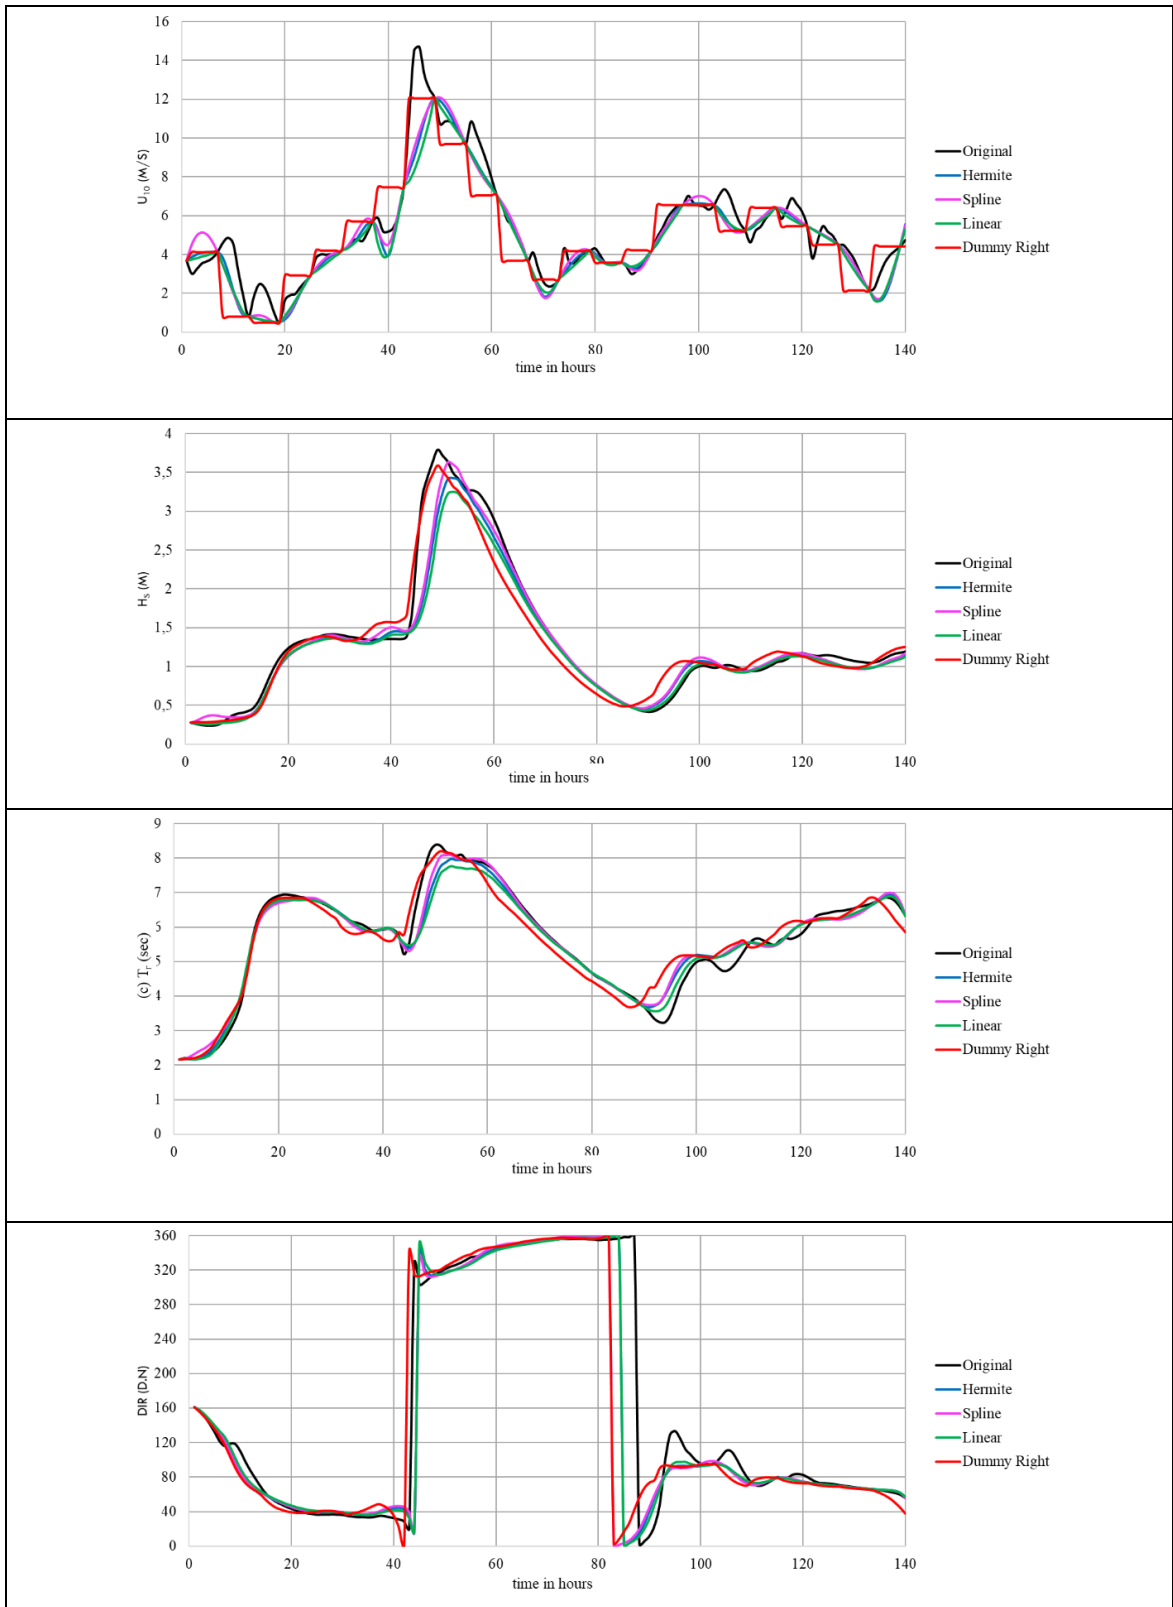 16
14
12
10
8
6
4
2
0
U₁₀ (M/S)
0 20 40 60 80 100 120 140
time in hours
Original
Hermite
Spline
Linear
Dummy Right
4
3,5
3
2,5
2
1,5
1
0,5
0
Hₛ (M)
0 20 40 60 80 100 120 140
time in hours
Original
Hermite
Spline
Linear
Dummy Right
9
8
7
6
5
4
3
2
1
0
(c) Tᵣ (sec)
0 20 40 60 80 100 120 140
time in hours
Original
Hermite
Spline
Linear
Dummy Right
360
320
280
240
200
160
120
80
40
0
DIR (D.N)
0 20 40 60 80 100 120 140
time in hours
Original
Hermite
Spline
Linear
Dummy Right